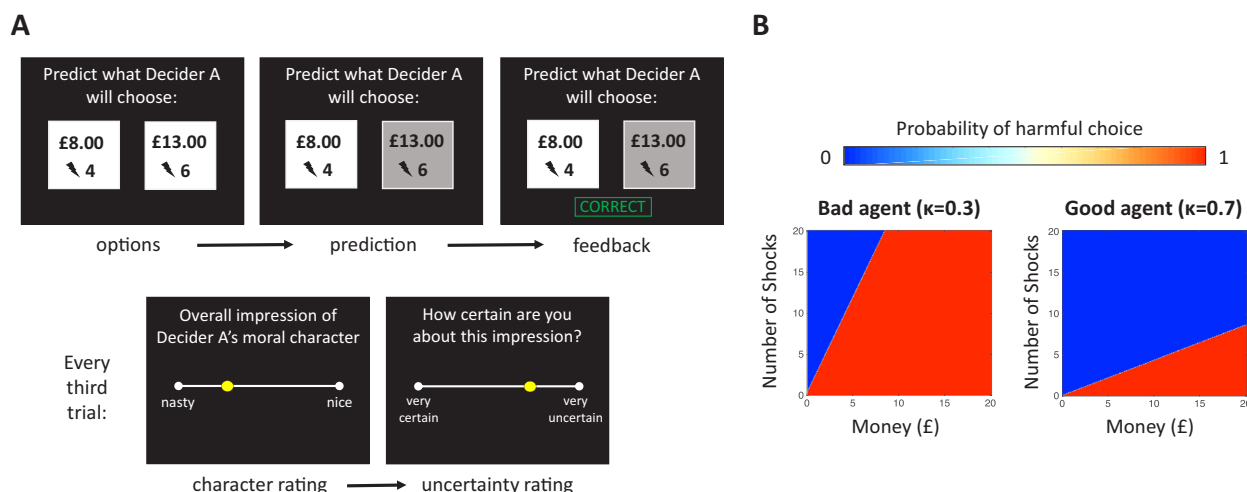 A
Predict what Decider A
will choose:
£8.00
4
£13.00
6
Predict what Decider A
will choose:
£8.00
4
£13.00
6
Predict what Decider A
will choose:
£8.00
4
£13.00
6
CORRECT
options
prediction
feedback
Every
third
trial:
Overall impression of
Decider A's moral character
nasty
nice
How certain are you
about this impression?
very
certain
very
uncertain
character rating
uncertainty rating
B
Probability of harmful choice
0
1
Bad agent (κ=0.3)
Number of Shocks
20
15
10
5
0
0 5 10 15 20
Money (£)
Good agent (κ=0.7)
Number of Shocks
20
15
10
5
0
0 5 10 15 20
Money (£)